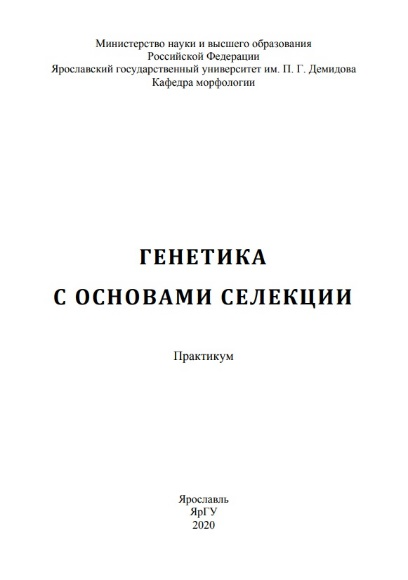 Министерство науки и высшего образования
Российской Федерации
Ярославский государственный университет им. П. Г. Демидова
Кафедра морфологии
ГЕНЕТИКА
С ОСНОВАМИ СЕЛЕКЦИИ
Практикум
Ярославль
ЯрГУ
2020